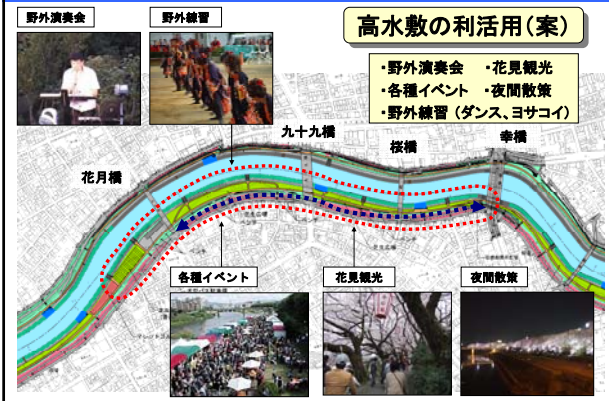 野外演奏会
野外練習
高水敷の利活用(案)
・野外演奏会 ・花見観光
・各種イベント ・夜間散策
・野外練習 (ダンス、ヨサコイ)
九十九橋
桜橋
幸橋
花月橋
ベンチ
各種イベント
花見観光
夜間散策